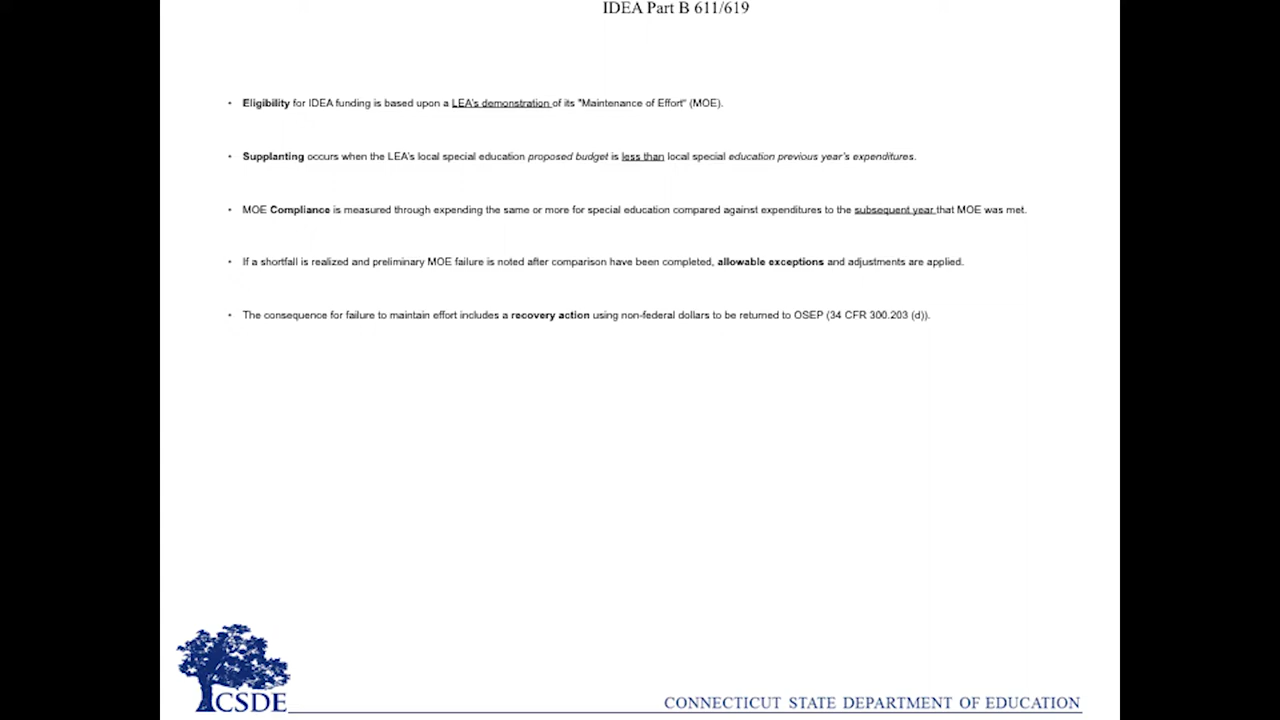 IDEA Part B 611/619
• Eligibility for IDEA funding is based upon a LEA's demonstration of its "Maintenance of Effort" (MOE).
• Supplanting occurs when the LEA's local special education proposed budget is less than local special education previous year's expenditures.
• MOE Compliance is measured through expending the same or more for special education compared against expenditures to the subsequent year that MOE was met.
• If a shortfall is realized and preliminary MOE failure is noted after comparison have been completed, allowable exceptions and adjustments are applied.
• The consequence for failure to maintain effort includes a recovery action using non-federal dollars to be returned to OSEP (34 CFR 300.203 (d)).
CSDE
CONNECTICUT STATE DEPARTMENT OF EDUCATION